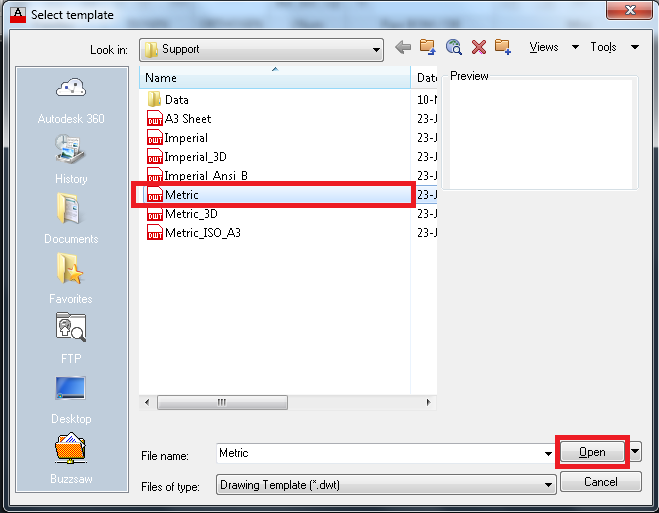 Select template
Look in: Support Views Tools
Name Date
Preview
Data 10-
A3 Sheet 23-J
Imperial 23-J
Imperial_3D 23-J
Imperial_Ansi_B 23-J
Metric 23-J
Metric_3D 23-J
Metric_ISO_A3 23-J
Autodesk 360
History
Documents
Favorites
FTP
Desktop
Buzzsaw
File name: Metric Open
Files of type: Drawing Template (*.dwt) Cancel